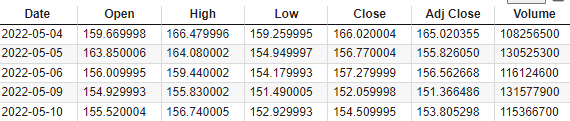 Date Open High Low Close Adj Close Volume
2022-05-04 159.669998 166.479996 159.259995 166.020004 165.020355 108256500
2022-05-05 163.850006 164.080002 154.949997 156.770004 155.826050 130525300
2022-05-06 156.009995 159.440002 154.179993 157.279999 156.562668 116124600
2022-05-09 154.929993 155.830002 151.490005 152.059998 151.366486 131577900
2022-05-10 155.520004 156.740005 152.929993 154.509995 153.805298 115366700